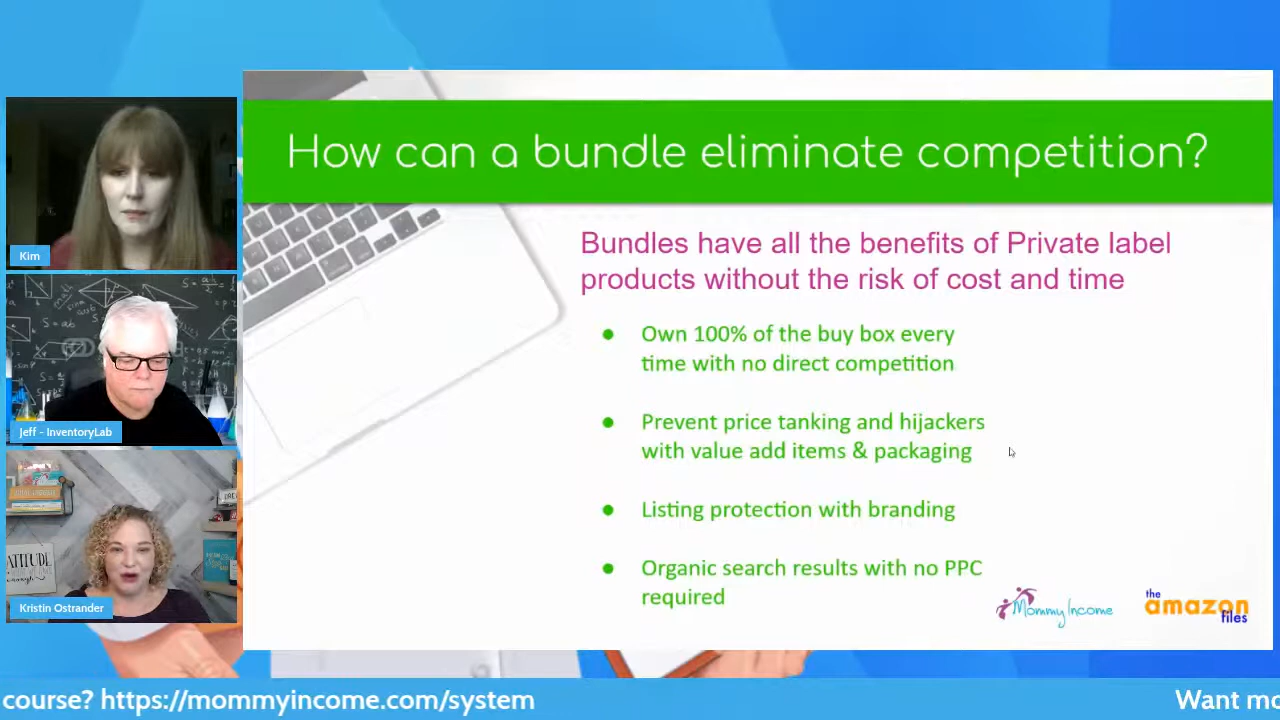 How can a bundle eliminate competition?
Bundles have all the benefits of Private label
products without the risk of cost and time
● Own 100% of the buy box every
time with no direct competition
● Prevent price tanking and hijackers
with value add items & packaging
● Listing protection with branding
● Organic search results with no PPC
required
Mommy Income
the
amazon
files
Kim
Jeff - InventoryLab
Kristin Ostrander
course? https://mommyincome.com/system
Want mo